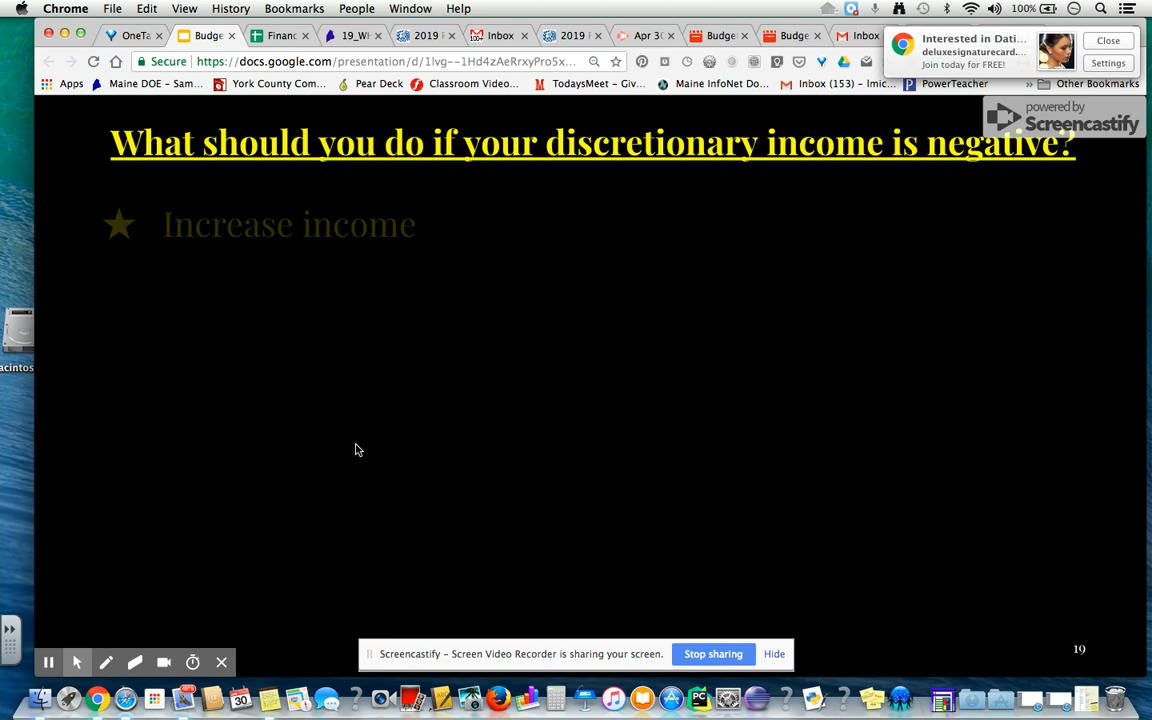 Chrome File Edit View History Bookmarks People Window Help 100%
OneTa Budge Financ 19_WH 2019 F Inbox 2019 F Apr 30 Budge Budge Inbox
Interested in Dati...
deluxesignaturecard....
Join today for FREE!
Close
Settings
Secure https://docs.google.com/presentation/d/1lvg--1Hd4zAeRrxyPro5x...
Apps Maine DOE – Sam... York County Com... Pear Deck Classroom Video... TodaysMeet – Giv... Maine InfoNet Do... Inbox (153) – lmic... PowerTeacher » Other Bookmarks
powered by
Screencastify
What should you do if your discretionary income is negative?
★ Increase income
acintos
Screencastify – Screen Video Recorder is sharing your screen. Stop sharing Hide
19
30